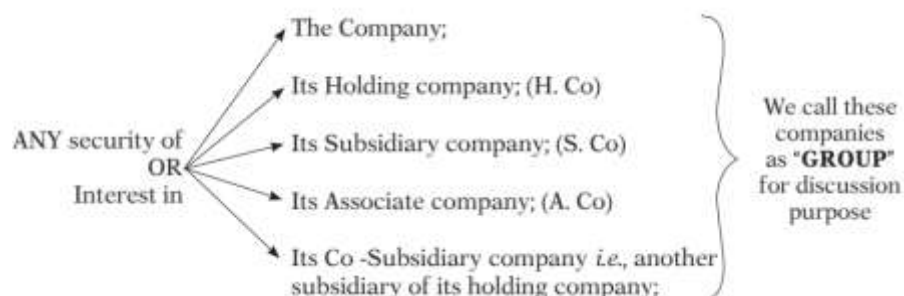 ANY security of
OR
Interest in
The Company;
Its Holding company; (H. Co)
Its Subsidiary company; (S. Co)
Its Associate company; (A. Co)
Its Co -Subsidiary company i.e., another
subsidiary of its holding company;
We call these
companies
as "GROUP"
for discussion
purpose